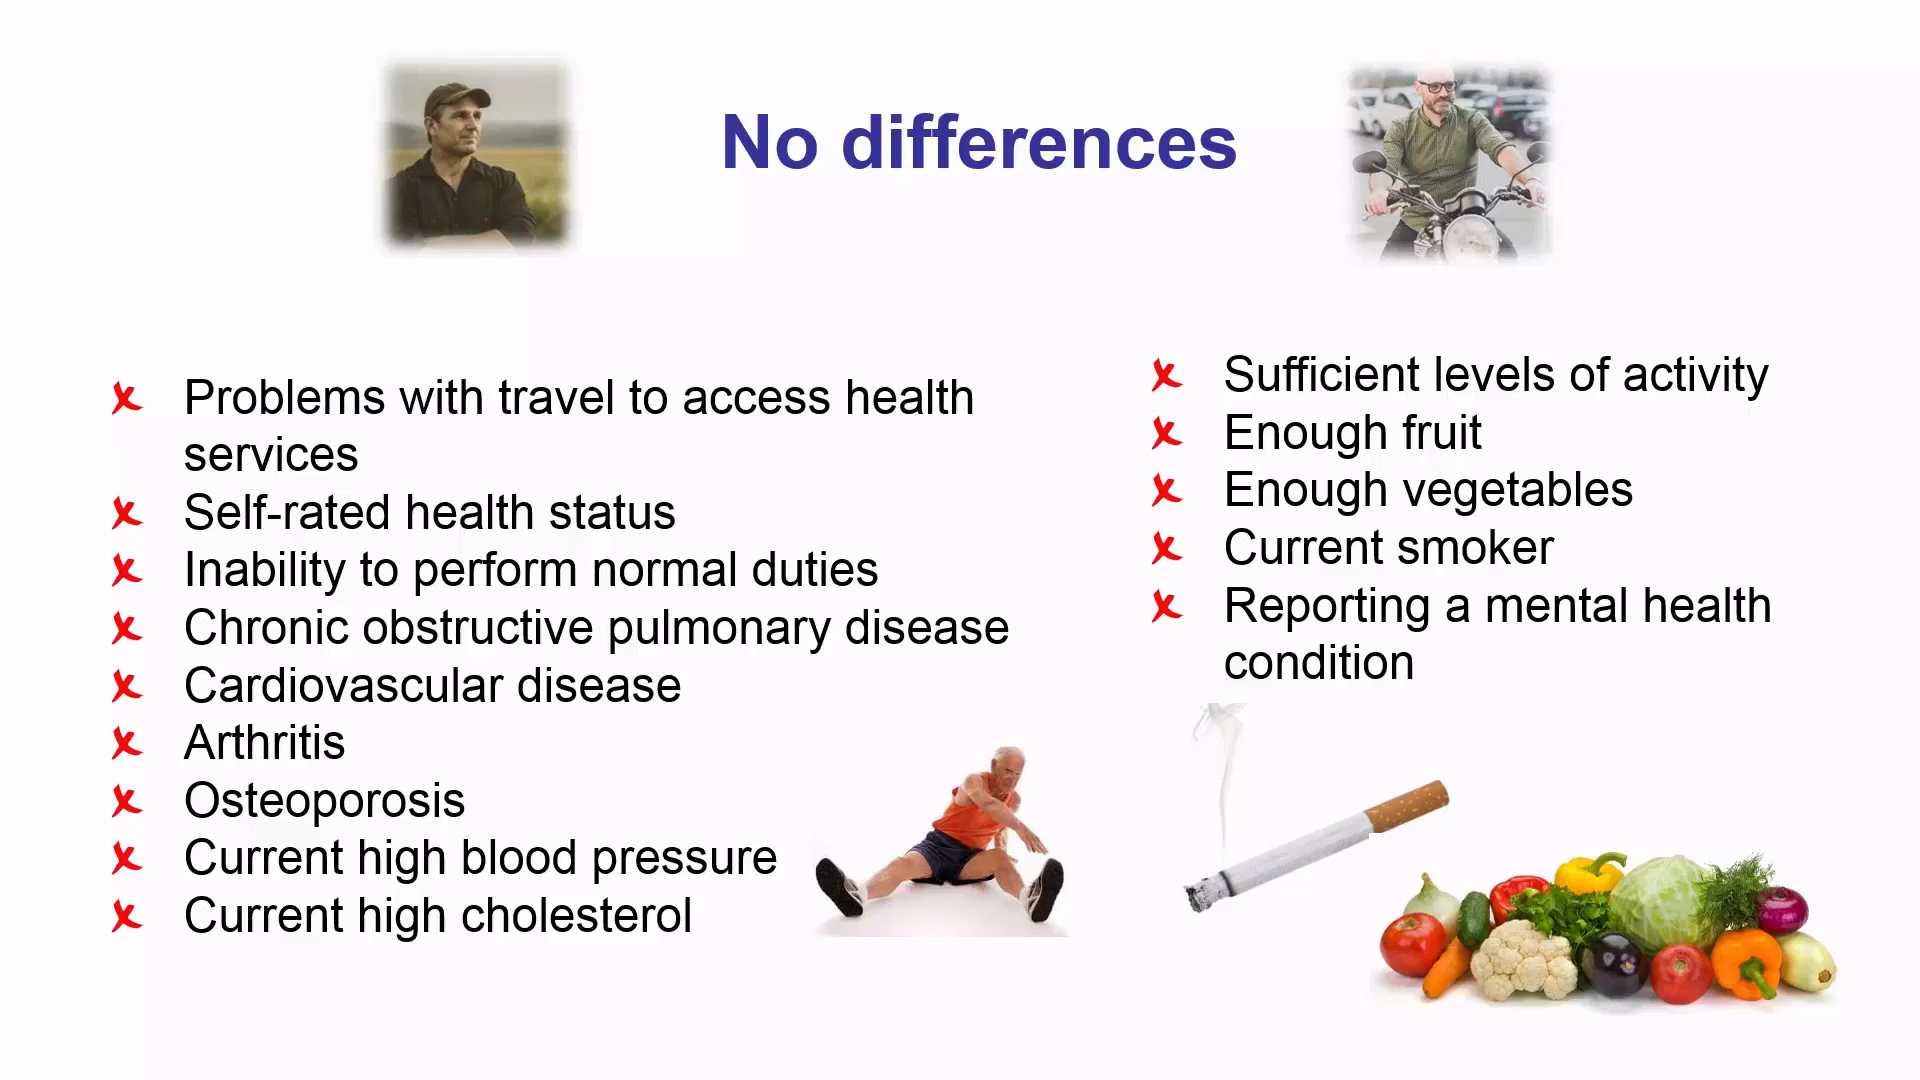 No differences
Problems with travel to access health
services
Self-rated health status
Inability to perform normal duties
Chronic obstructive pulmonary disease
Cardiovascular disease
Arthritis
Osteoporosis
Current high blood pressure
Current high cholesterol
Sufficient levels of activity
Enough fruit
Enough vegetables
Current smoker
Reporting a mental health
condition